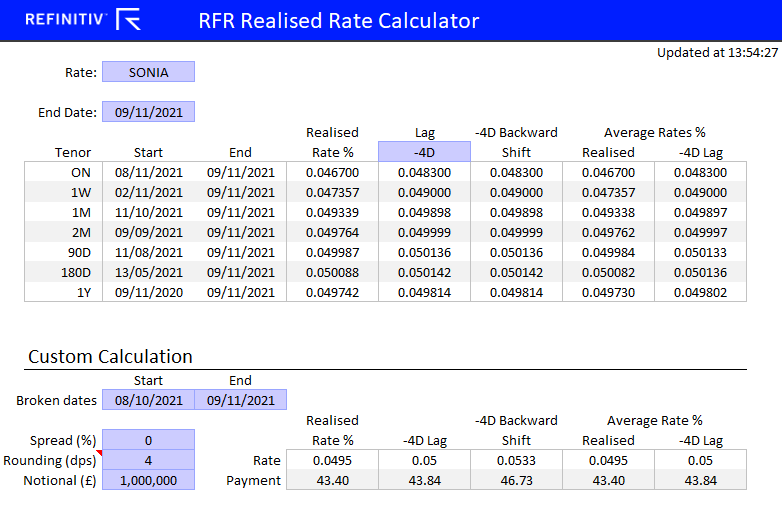 REFINITIV RFR Realised Rate Calculator
Updated at 13:54:27
Rate: SONIA
End Date: 09/11/2021
Realised Lag -4D Backward Average Rates %
Tenor Start End Rate % -4D Shift Realised -4D Lag
ON 08/11/2021 09/11/2021 0.046700 0.048300 0.048300 0.046700 0.048300
1W 02/11/2021 09/11/2021 0.047357 0.049000 0.049000 0.047357 0.049000
1M 11/10/2021 09/11/2021 0.049339 0.049898 0.049898 0.049338 0.049897
2M 09/09/2021 09/11/2021 0.049764 0.049999 0.049999 0.049762 0.049997
90D 11/08/2021 09/11/2021 0.049987 0.050136 0.050136 0.049984 0.050133
180D 13/05/2021 09/11/2021 0.050088 0.050142 0.050142 0.050082 0.050136
1Y 09/11/2020 09/11/2021 0.049742 0.049814 0.049814 0.049730 0.049802
Custom Calculation
Start End
Broken dates 08/10/2021 09/11/2021
Realised -4D Backward Average Rate %
Spread (%) 0 Rate % -4D Lag Shift Realised -4D Lag
Rounding (dps) 4 Rate 0.0495 0.05 0.0533 0.0495 0.05
Notional (£) 1,000,000 Payment 43.40 43.84 46.73 43.40 43.84